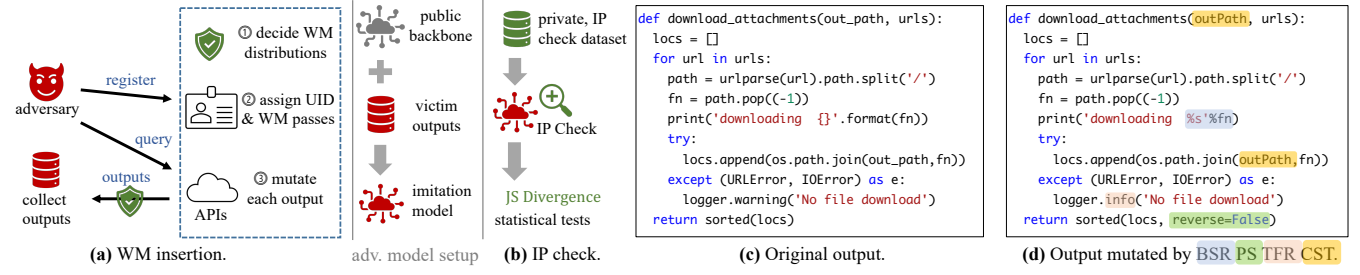 ① decide WM
distributions
register
adversary
② assign UID
& WM passes
query
outputs
③ mutate
each output
collect
outputs
APIs
(a) WM insertion.
public
backbone
victim
outputs
imitation
model
adv. model setup
private, IP
check dataset
IP Check
JS Divergence
statistical tests
(b) IP check.
def download_attachments(out_path, urls):
locs = []
for url in urls:
path = urlparse(url).path.split('/')
fn = path.pop((-1))
print('downloading  {}'.format(fn))
try:
locs.append(os.path.join(out_path,fn))
except (URLError, IOError) as e:
logger.warning('No file download')
return sorted(locs)
(c) Original output.
def download_attachments(outPath, urls):
locs = []
for url in urls:
path = urlparse(url).path.split('/')
fn = path.pop((-1))
print('downloading  %s'%fn)
try:
locs.append(os.path.join(outPath,fn))
except (URLError, IOError) as e:
logger.info('No file download')
return sorted(locs, reverse=False)
(d) Output mutated by BSR PS TFR CST.